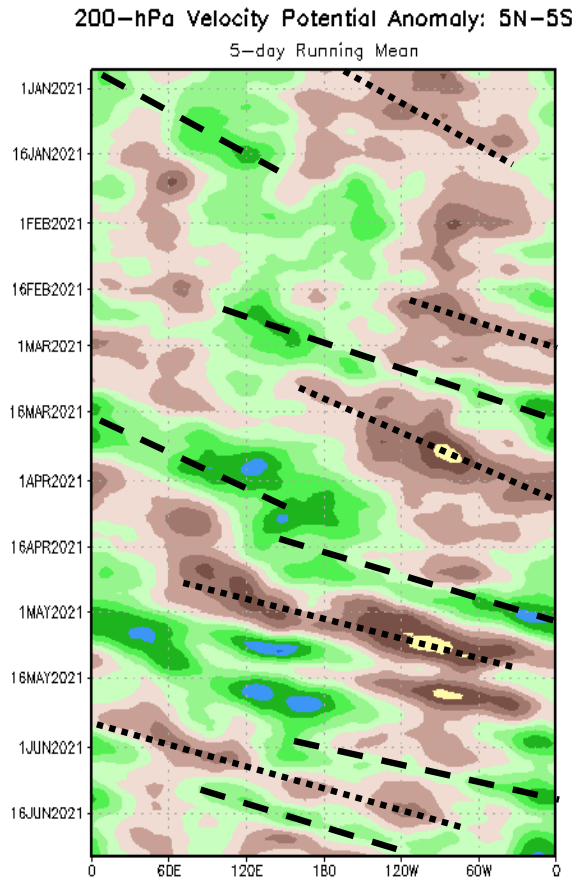 200-hPa Velocity Potential Anomaly: 5N-5S
5-day Running Mean
1JAN2021
16JAN2021
1FEB2021
16FEB2021
1MAR2021
16MAR2021
1APR2021
16APR2021
1MAY2021
16MAY2021
1JUN2021
16JUN2021
0 60E 120E 180 120W 60W 0